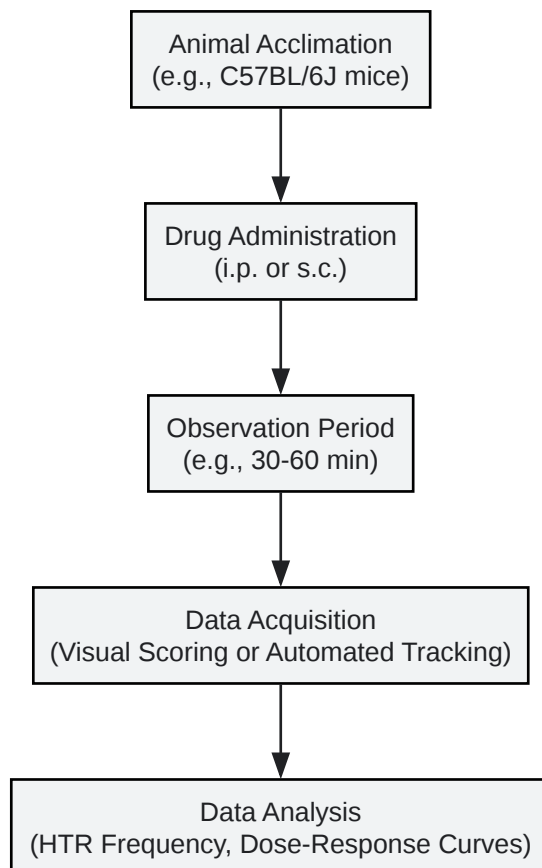 Animal Acclimation
(e.g., C57BL/6J mice)
Drug Administration
(i.p. or s.c.)
Observation Period
(e.g., 30-60 min)
Data Acquisition
(Visual Scoring or Automated Tracking)
Data Analysis
(HTR Frequency, Dose-Response Curves)